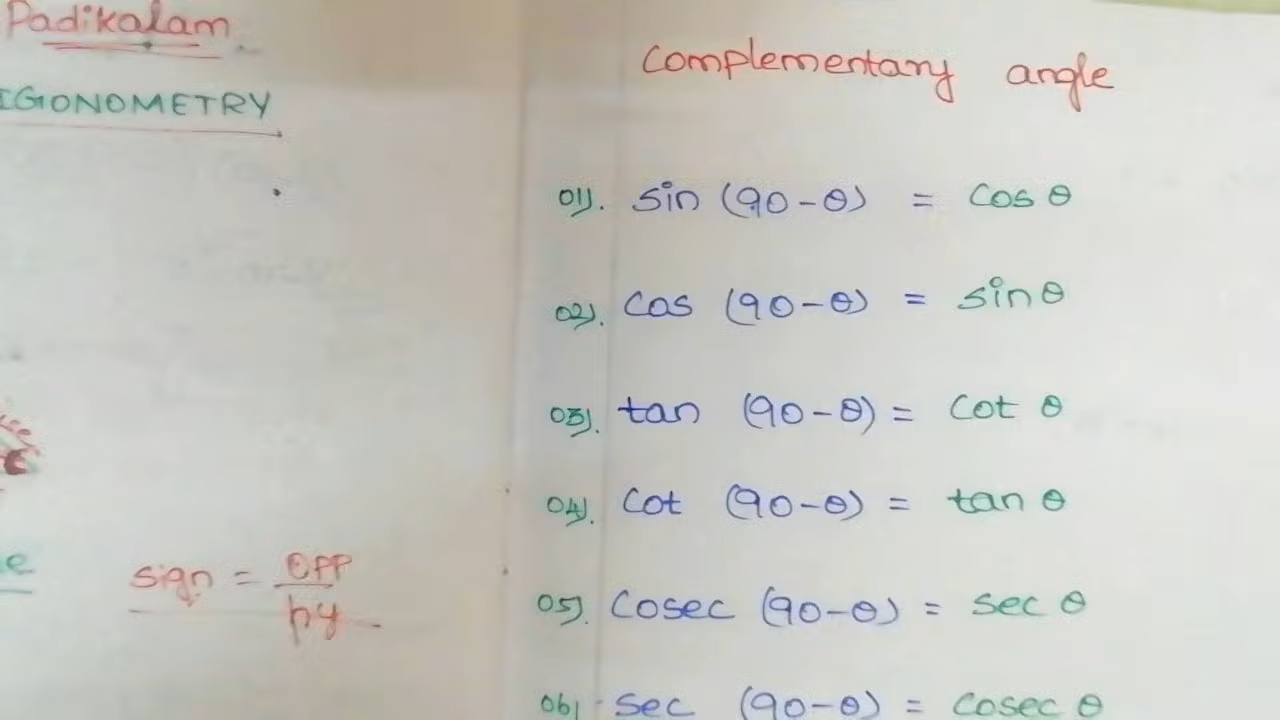 Padikalam
IGONOMETRY
e
sign = OPP
hy
Complementary angle
01). sin (90-θ) = Cos θ
02). Cos (90-θ) = sin θ
03). tan (90-θ) = Cot θ
04). Cot (90-θ) = tan θ
05). Cosec (90-θ) = sec θ
06) sec (90-θ) = Cosec θ